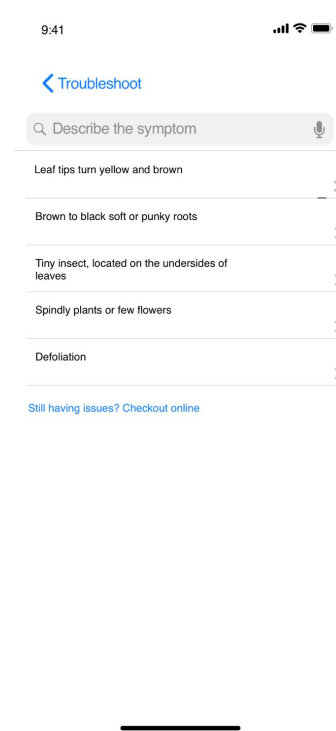 9:41
Troubleshoot
Describe the symptom
Leaf tips turn yellow and brown
Brown to black soft or punky roots
Tiny insect, located on the undersides of
leaves
Spindly plants or few flowers
Defoliation
Still having issues? Checkout online